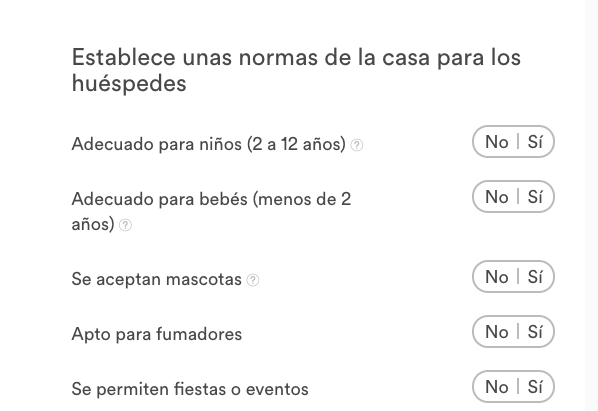 Establece unas normas de la casa para los
huéspedes
Adecuado para niños (2 a 12 años) ?
No | Sí
Adecuado para bebés (menos de 2
años) ?
No | Sí
Se aceptan mascotas ?
No | Sí
Apto para fumadores
No | Sí
Se permiten fiestas o eventos
No | Sí